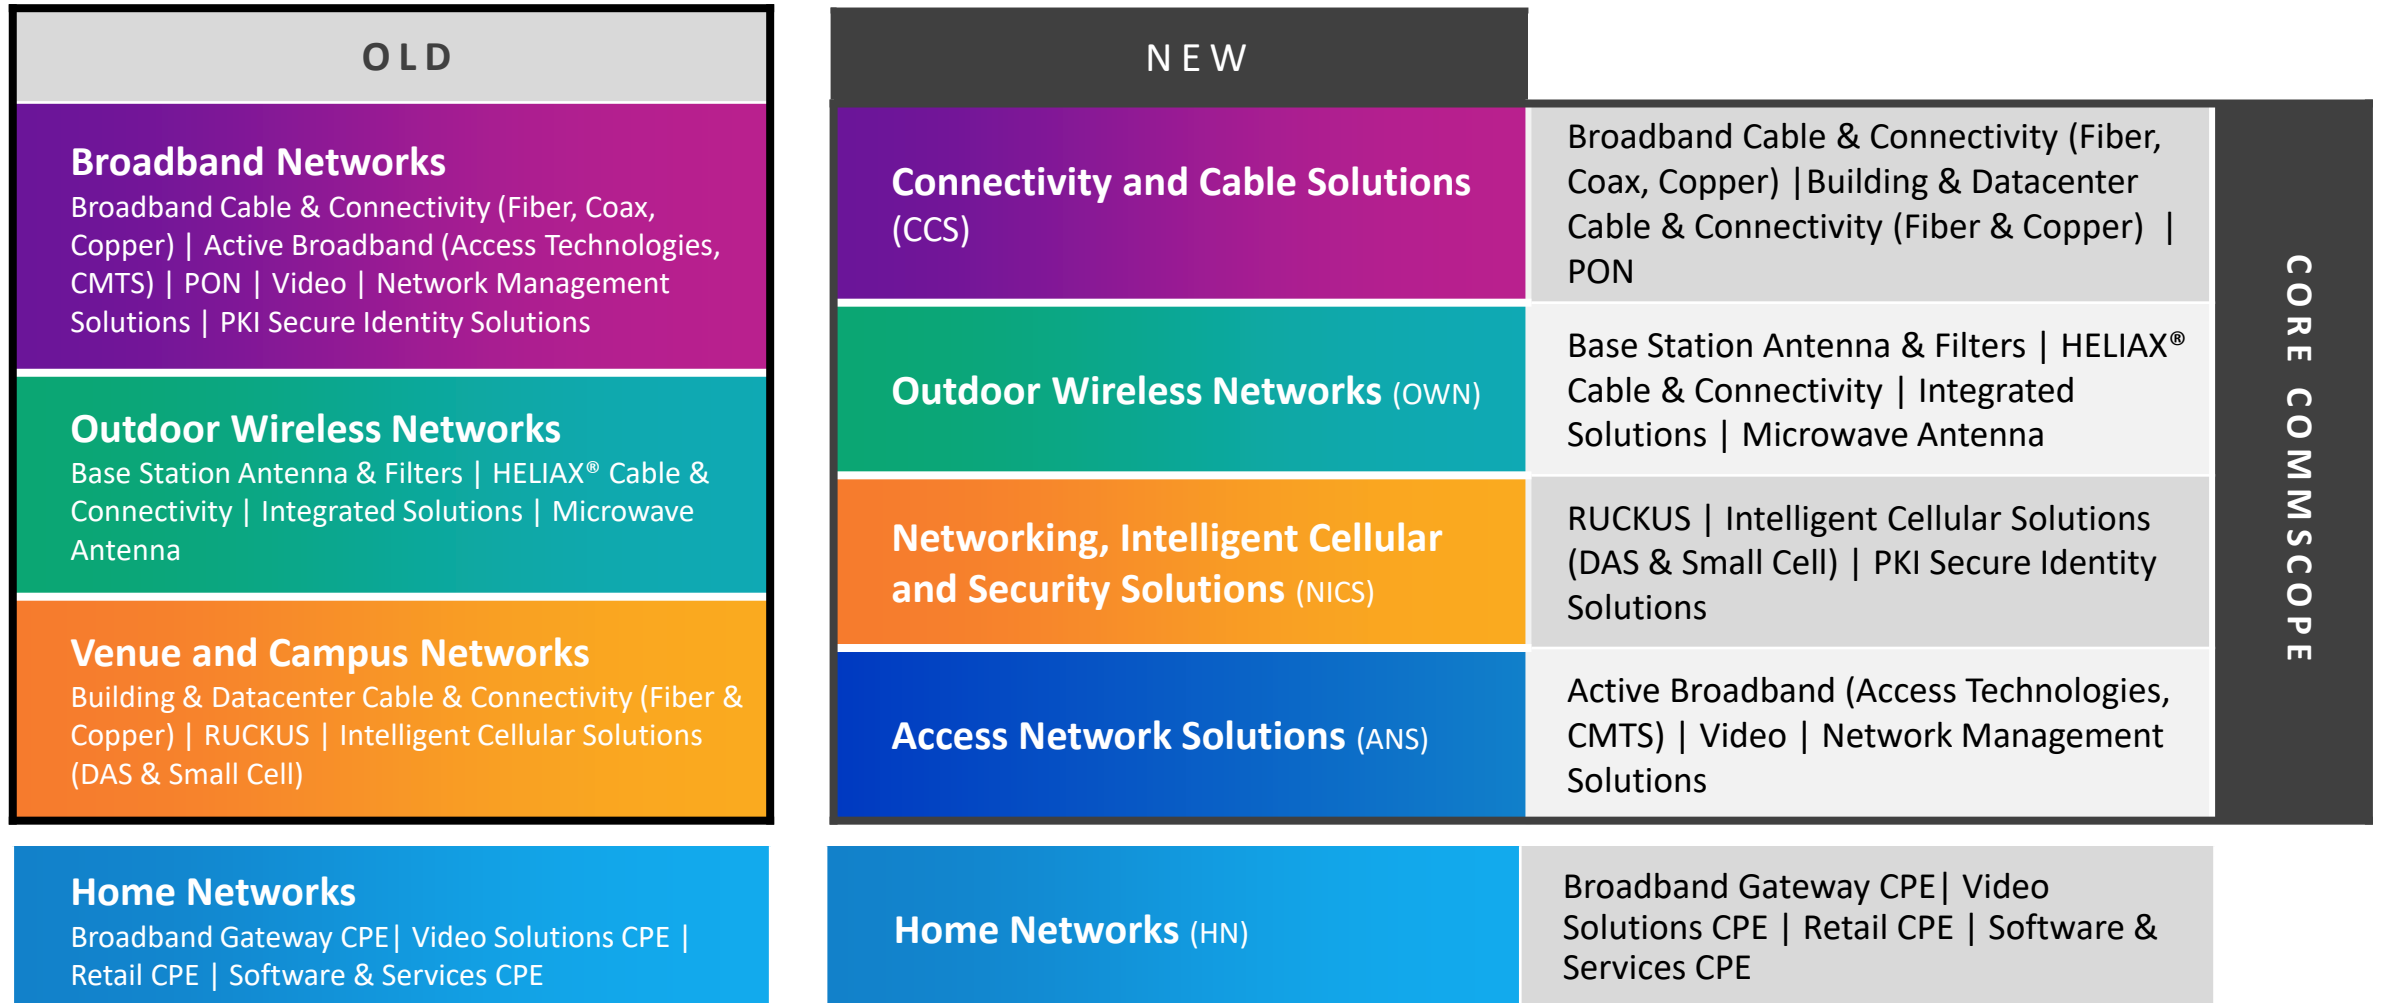 OLD
Broadband Networks
Broadband Cable & Connectivity (Fiber, Coax,
Copper) | Active Broadband (Access Technologies,
CMTS) | PON | Video | Network Management
Solutions | PKI Secure Identity Solutions
Outdoor Wireless Networks
Base Station Antenna & Filters | HELIAX® Cable &
Connectivity | Integrated Solutions | Microwave
Antenna
Venue and Campus Networks
Building & Datacenter Cable & Connectivity (Fiber &
Copper) | RUCKUS | Intelligent Cellular Solutions
(DAS & Small Cell)
Home Networks
Broadband Gateway CPE| Video Solutions CPE |
Retail CPE | Software & Services CPE
NEW
Connectivity and Cable Solutions
(CCS)
Broadband Cable & Connectivity (Fiber,
Coax, Copper) |Building & Datacenter
Cable & Connectivity (Fiber & Copper) |
PON
Outdoor Wireless Networks (OWN)
Base Station Antenna & Filters | HELIAX®
Cable & Connectivity | Integrated
Solutions | Microwave Antenna
Networking, Intelligent Cellular
and Security Solutions (NICS)
RUCKUS | Intelligent Cellular Solutions
(DAS & Small Cell) | PKI Secure Identity
Solutions
Access Network Solutions (ANS)
Active Broadband (Access Technologies,
CMTS) | Video | Network Management
Solutions
CORE COMMSCOPE
Home Networks (HN)
Broadband Gateway CPE| Video
Solutions CPE | Retail CPE | Software &
Services CPE